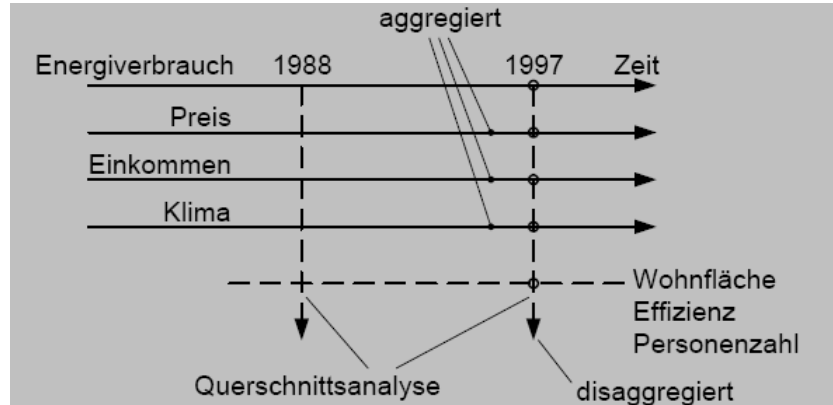 aggregiert
Energiverbrauch 1988 1997 Zeit
Preis
Einkommen
Klima
Wohnfläche
Effizienz
Personenzahl
Querschnittsanalyse disaggregiert